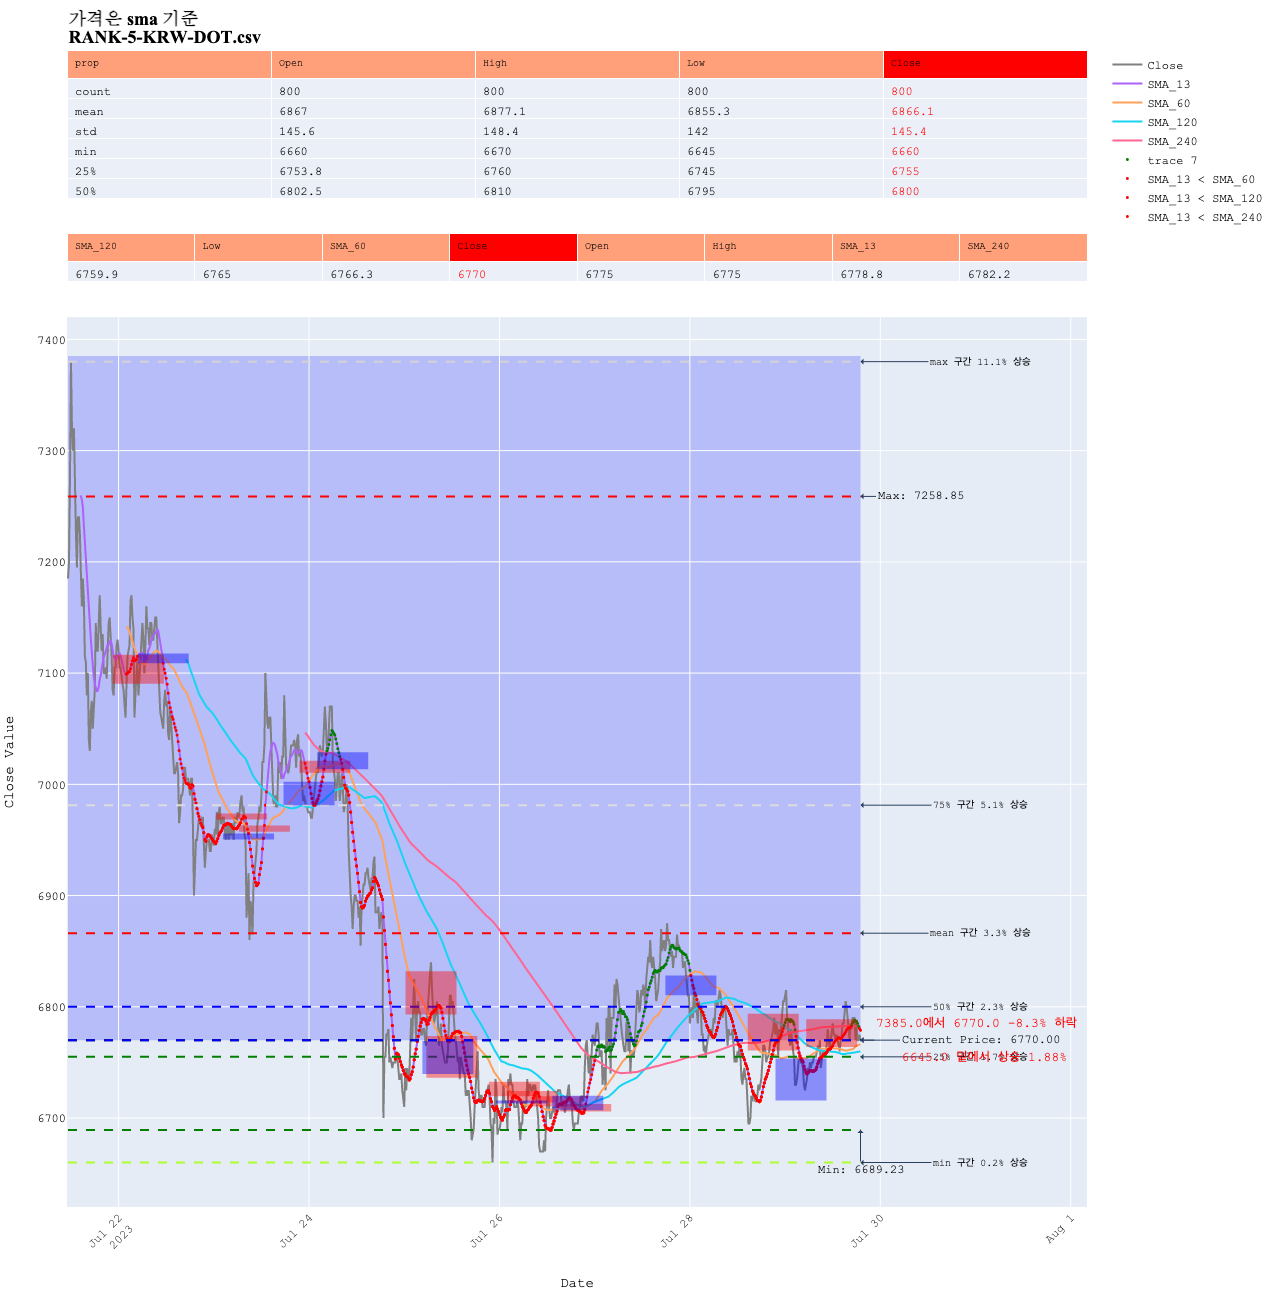 가격은 sma 기준
RANK-5-KRW-DOT.csv
prop Open High Low Close
count 800 800 800 800
mean 6867 6877.1 6855.3 6866.1
std 145.6 148.4 142 145.4
min 6660 6670 6645 6660
25% 6753.8 6760 6745 6755
50% 6802.5 6810 6795 6800
SMA_120 Low SMA_60 Close Open High SMA_13 SMA_240
6759.9 6765 6766.3 6770 6775 6775 6778.8 6782.2
Close
SMA_13
SMA_60
SMA_120
SMA_240
trace 7
SMA_13 < SMA_60
SMA_13 < SMA_120
SMA_13 < SMA_240
Close Value
7400
7300
7200
7100
7000
6900
6800
6700
max 구간 11.1% 상승
Max: 7258.85
75% 구간 5.1% 상승
mean 구간 3.3% 상승
50% 구간 2.3% 상승
7385.0에서 6770.0 -8.3% 하락
Current Price: 6770.00
6645.0 1.88%
min 구간 0.2% 상승
Min: 6689.23
Jul 22
2023
Jul 24
Jul 26
Jul 28
Jul 30
Aug 1
Date